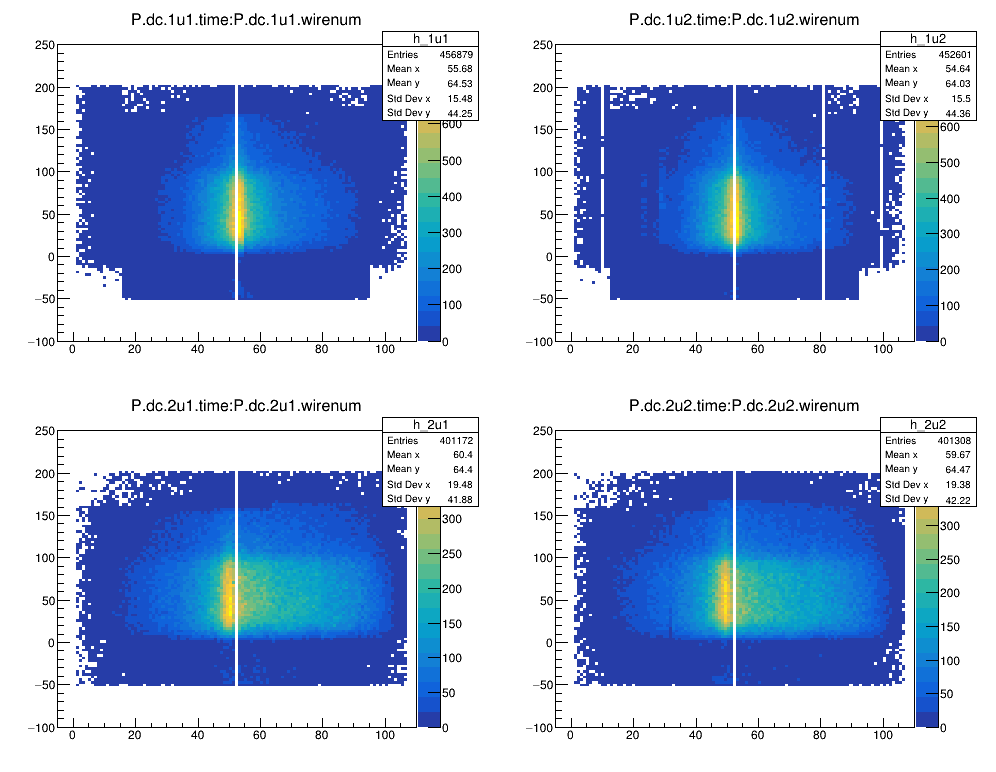 P.dc.1u1.time:P.dc.1u1.wirenum
h_1u1
Entries 456879
Mean x 55.68
Mean y 64.53
Std Dev x 15.48
Std Dev y 44.25
250
200
150
100
50
0
−50
−100
0 20 40 60 80 100
600
500
400
300
200
100
0
P.dc.1u2.time:P.dc.1u2.wirenum
h_1u2
Entries 452601
Mean x 54.64
Mean y 64.03
Std Dev x 15.5
Std Dev y 44.36
250
200
150
100
50
0
−50
−100
0 20 40 60 80 100
600
500
400
300
200
100
0
P.dc.2u1.time:P.dc.2u1.wirenum
h_2u1
Entries 401172
Mean x 60.4
Mean y 64.4
Std Dev x 19.48
Std Dev y 41.88
250
200
150
100
50
0
−50
−100
0 20 40 60 80 100
300
250
200
150
100
50
0
P.dc.2u2.time:P.dc.2u2.wirenum
h_2u2
Entries 401308
Mean x 59.67
Mean y 64.47
Std Dev x 19.38
Std Dev y 42.22
250
200
150
100
50
0
−50
−100
0 20 40 60 80 100
300
250
200
150
100
50
0